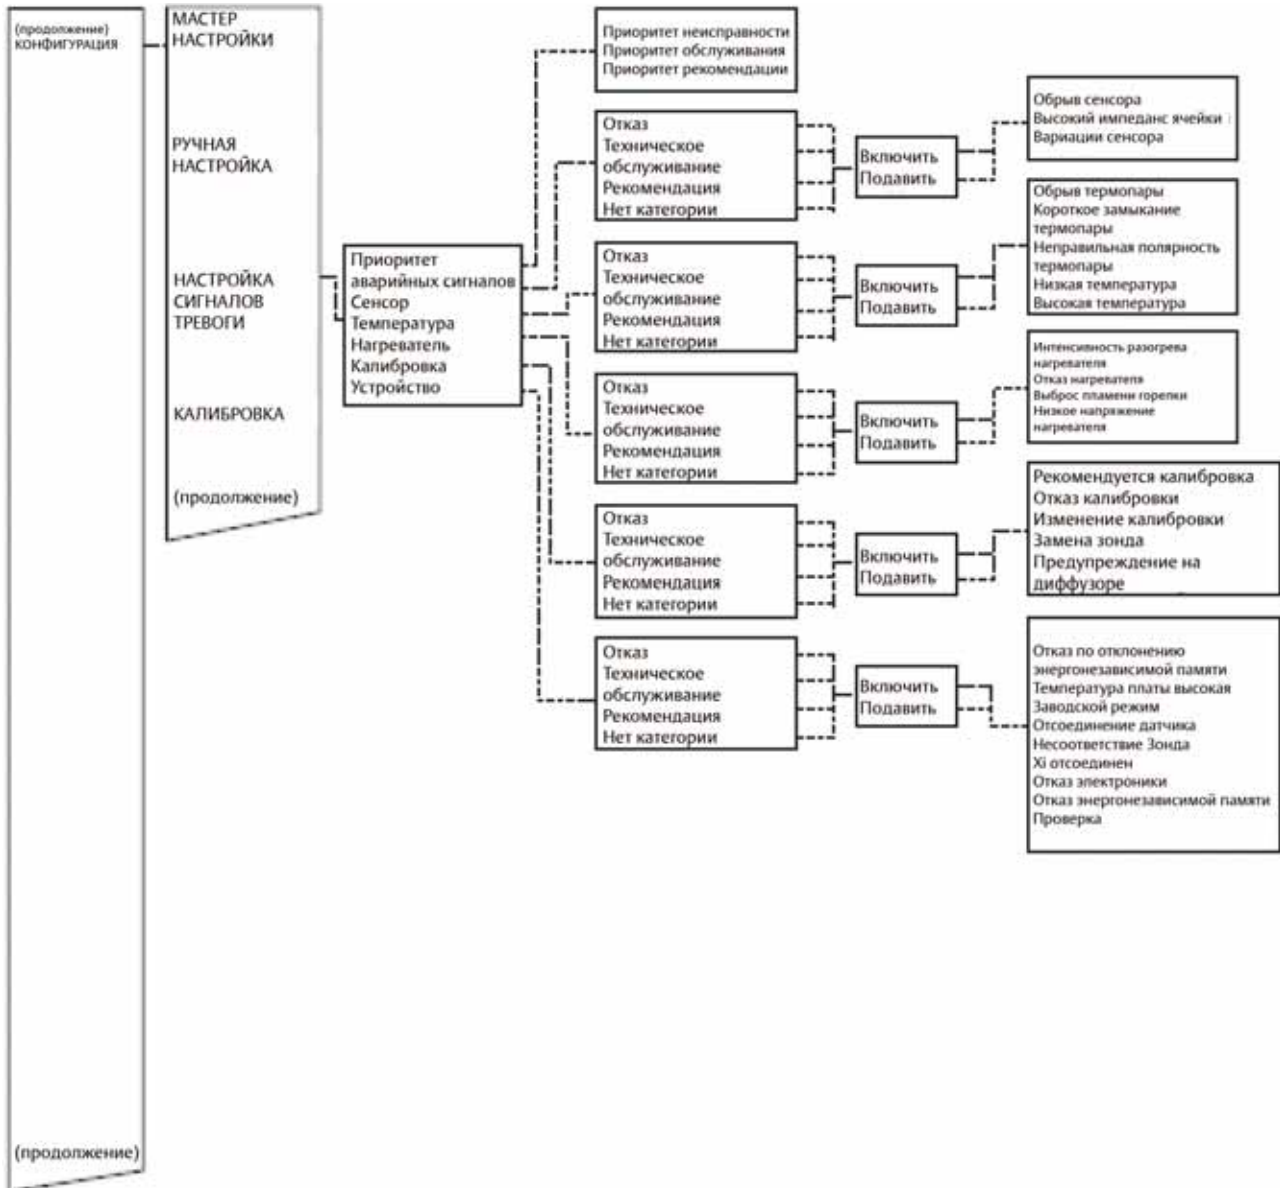 (продолжение)
КОНФИГУРАЦИЯ
МАСТЕР
НАСТРОЙКИ
РУЧНАЯ
НАСТРОЙКА
НАСТРОЙКА
СИГНАЛОВ
ТРЕВОГИ
КАЛИБРОВКА
(продолжение)
(продолжение)
Приоритет
аварийных сигналов
Сенсор
Температура
Нагреватель
Калибровка
Устройство
Приоритет неисправности
Приоритет обслуживания
Приоритет рекомендации
Отказ
Техническое
обслуживание
Рекомендация
Нет категории
Включить
Подавить
Обрыв сенсора
Высокий импеданс ячейки
Вариации сенсора
Отказ
Техническое
обслуживание
Рекомендация
Нет категории
Включить
Подавить
Обрыв термопары
Короткое замыкание
термопары
Неправильная полярность
термопары
Низкая температура
Высокая температура
Отказ
Техническое
обслуживание
Рекомендация
Нет категории
Включить
Подавить
Интенсивность разогрева
нагревателя
Отказ нагревателя
Выброс пламени горелки
Низкое напряжение
нагревателя
Отказ
Техническое
обслуживание
Рекомендация
Нет категории
Включить
Подавить
Рекомендуется калибровка
Отказ калибровки
Изменение калибровки
Замена зонда
Предупреждение на
диффузоре
Отказ
Техническое
обслуживание
Рекомендация
Нет категории
Включить
Подавить
Отказ по отклонению
энергонезависимой памяти
Температура платы высокая
Заводской режим
Отсоединение датчика
Несоответствие Зонда
Xi отсоединен
Отказ электроники
Отказ энергонезависимой памяти
Проверка